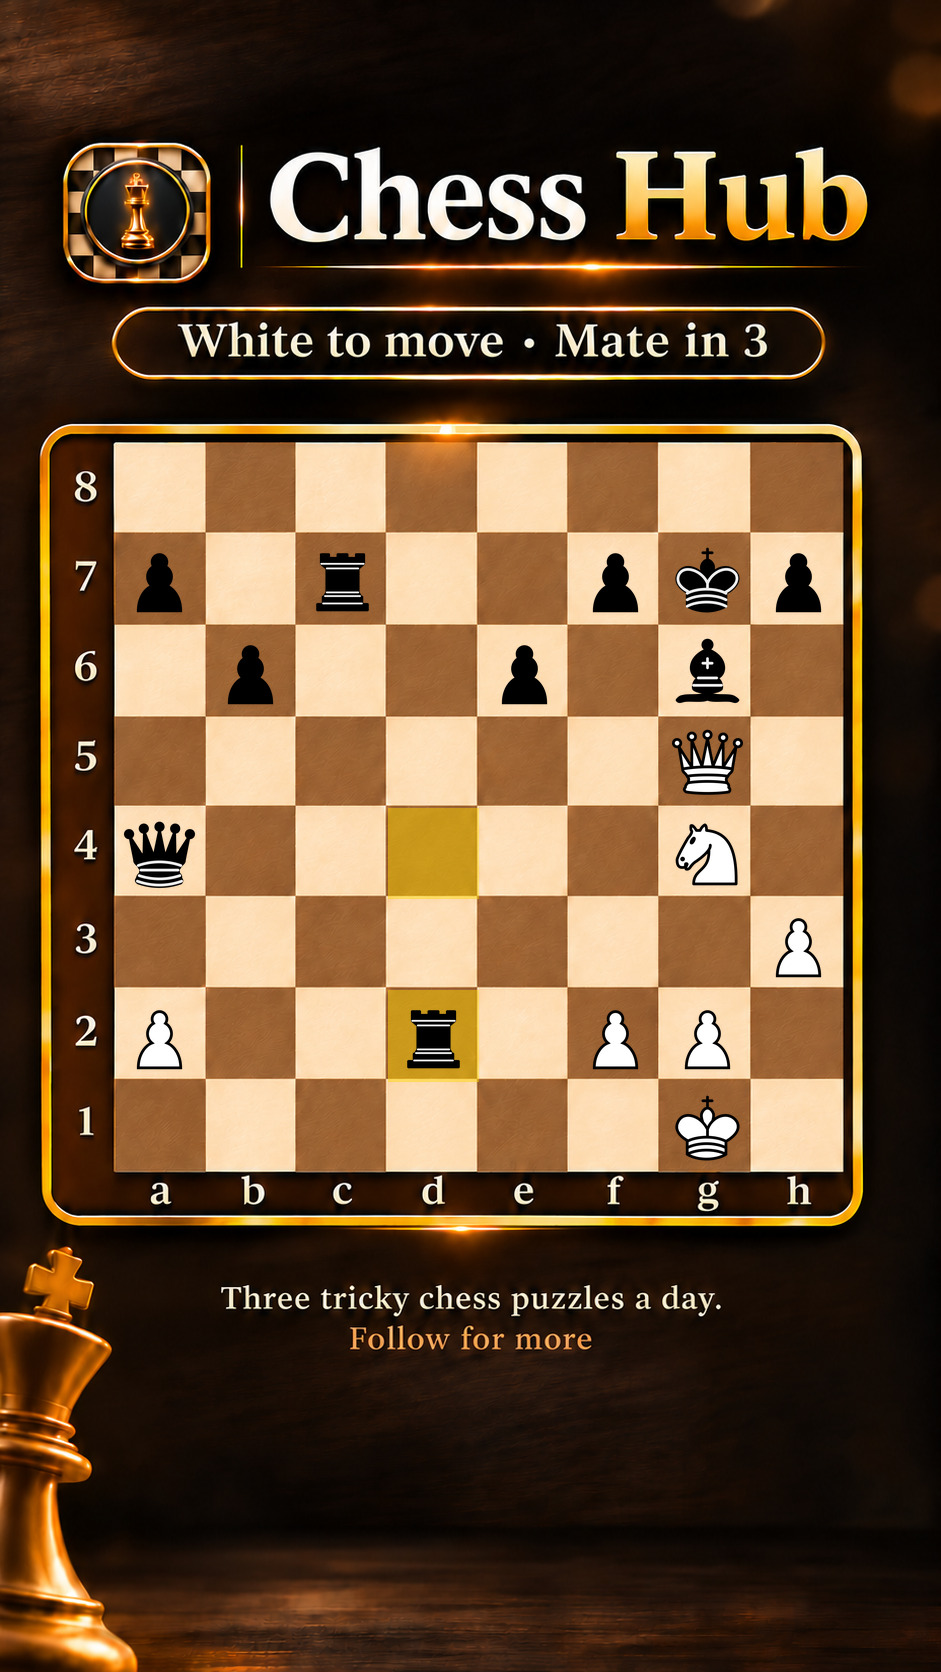 Chess Hub
White to move • Mate in 3
8
7
6
5
4
3
2
1
a b c d e f g h
Three tricky chess puzzles a day.
Follow for more